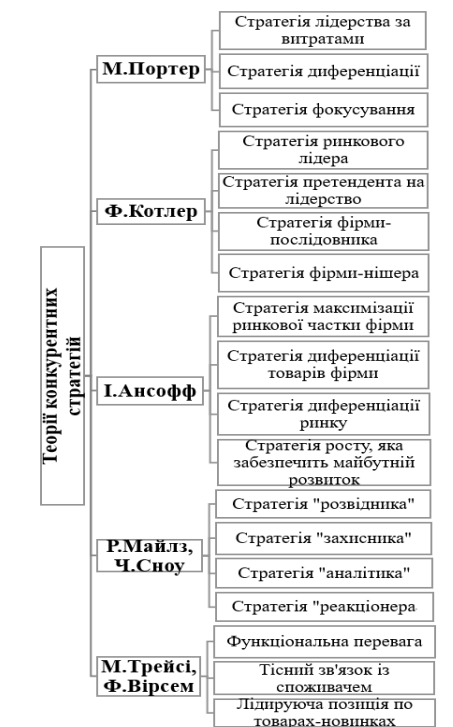 Теорії конкурентних
стратегій
М.Портер
Стратегія лідерства за
витратами
Стратегія диференціації
Стратегія фокусування
Ф.Котлер
Стратегія ринкового
лідера
Стратегія претендента на
лідерство
Стратегія фірми-
послідовника
Стратегія фірми-нішера
І.Ансофф
Стратегія максимізації
ринкової частки фірми
Стратегія диференціації
товарів фірми
Стратегія диференціації
ринку
Стратегія росту, яка
забезпечить майбутній
розвиток
Р.Майлз,
Ч.Сноу
Стратегія "розвідника"
Стратегія "захисника"
Стратегія "аналітика"
Стратегія "реакціонера
М.Трейсі,
Ф.Вірсем
Функціональна перевага
Тісний зв'язок із
споживачем
Лідируюча позиція по
товарах-новинках